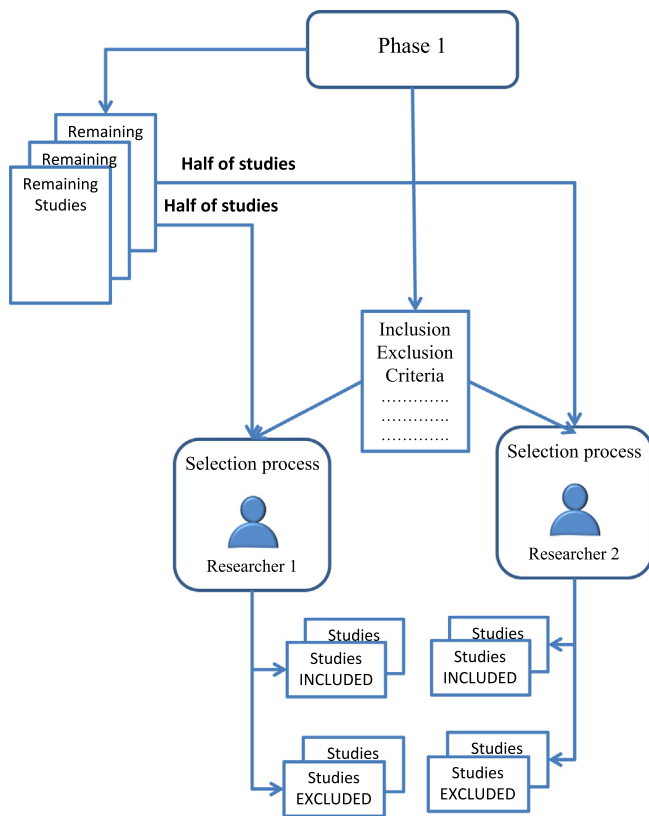 Phase 1
Remaining
Remaining
Remaining
Studies
Half of studies
Half of studies
Inclusion
Exclusion
Criteria
.............
.............
.............
Selection process
Researcher 1
Selection process
Researcher 2
Studies
Studies
INCLUDED
Studies
Studies
INCLUDED
Studies
Studies
EXCLUDED
Studies
Studies
EXCLUDED